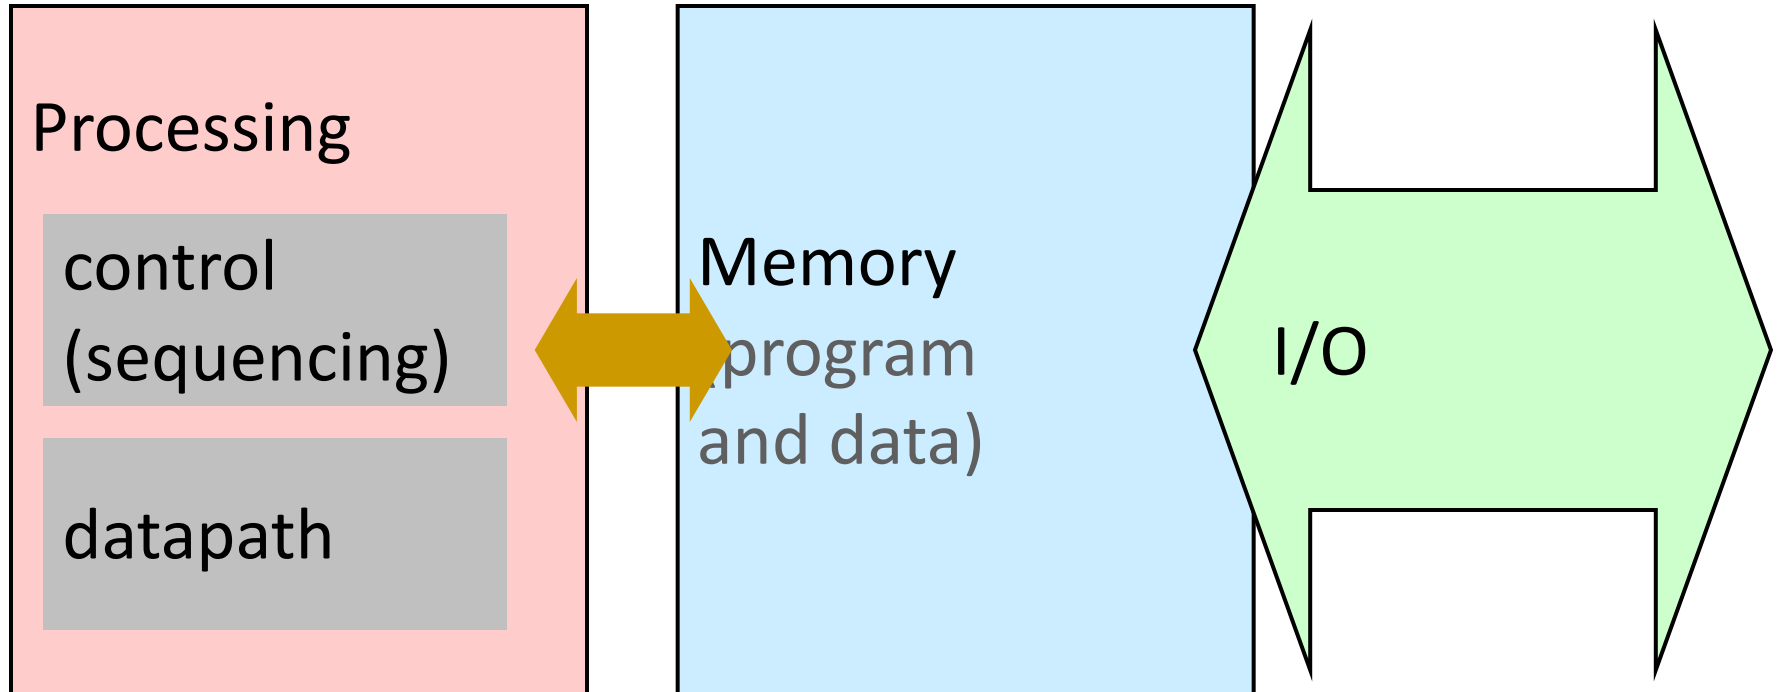 Processing
control
(sequencing)
datapath
Memory
(program
and data)
I/O